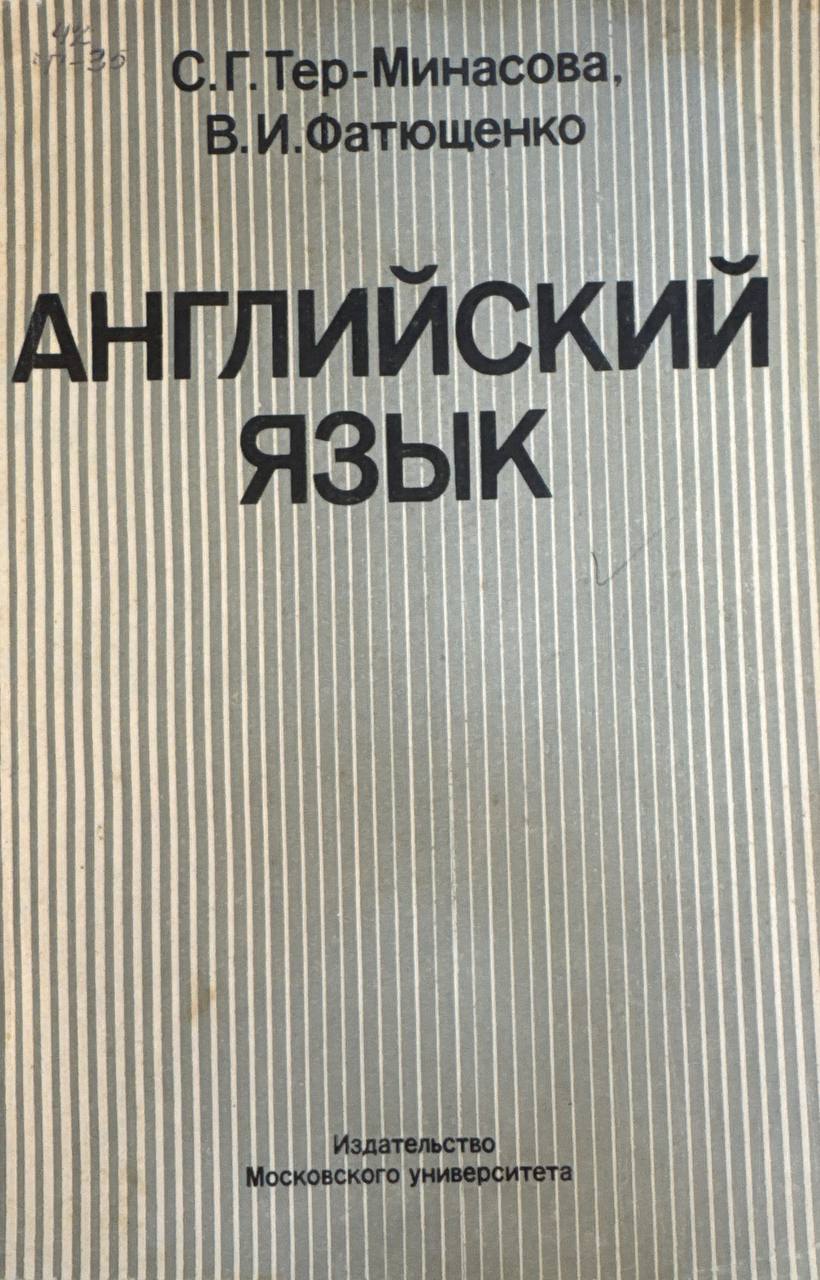 С.Г.Тер-Минасова,
В.И.Фатющенко
АНГЛИЙСКИЙ
ЯЗЫК
Издательство
Московского университета